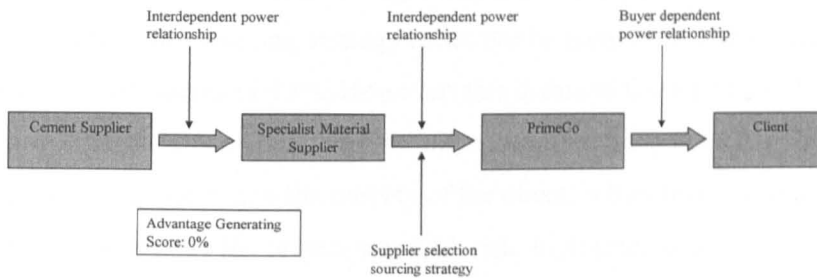 Interdependent power
relationship
Interdependent power
relationship
Buyer dependent
power relationship
Cement Supplier
Specialist Material
Supplier
PrimeCo
Client
Advantage Generating
Score: 0%
Supplier selection
sourcing strategy